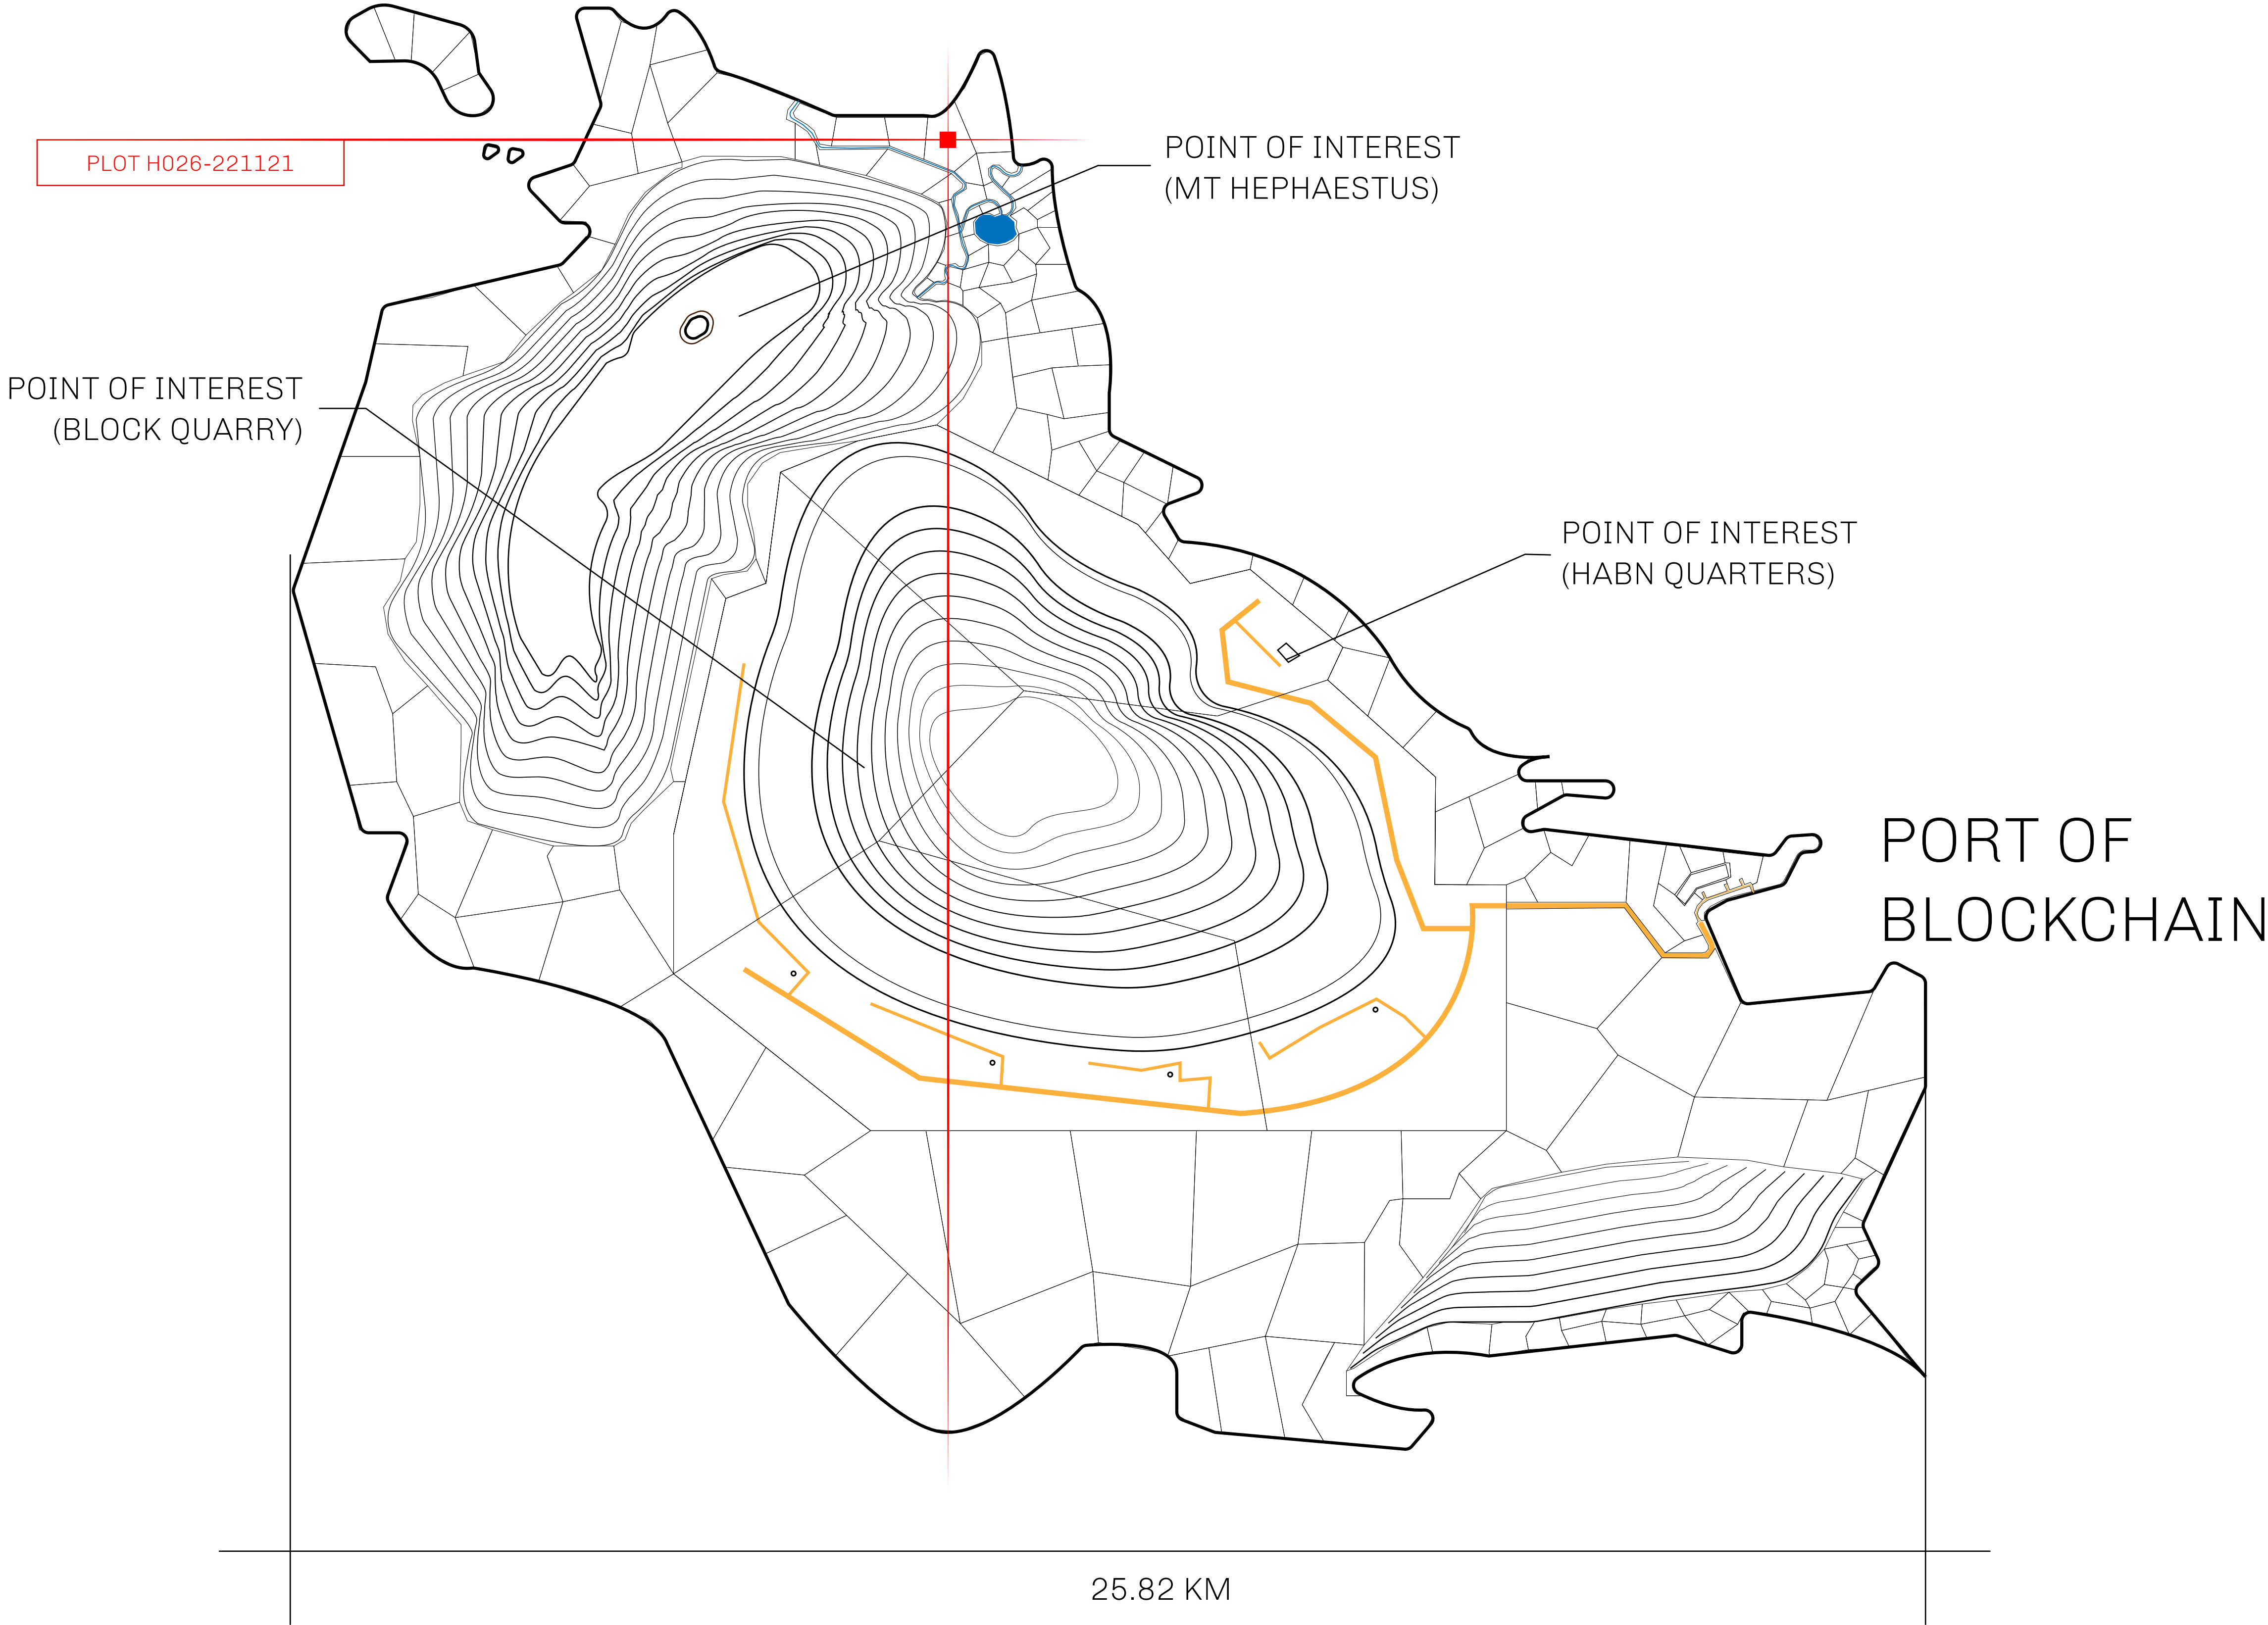 PLOT H026-221121
POINT OF INTEREST
(MT HEPHAESTUS)
POINT OF INTEREST
(BLOCK QUARRY)
POINT OF INTEREST
(HABN QUARTERS)
PORT OF
BLOCKCHAIN
25.82 KM